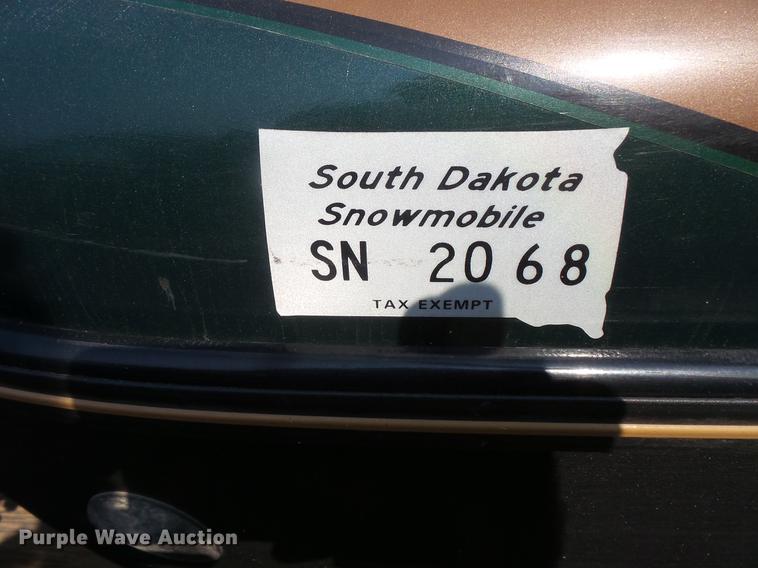 South Dakota
Snowmobile
SN 2068
TAX EXEMPT
Purple Wave Auction